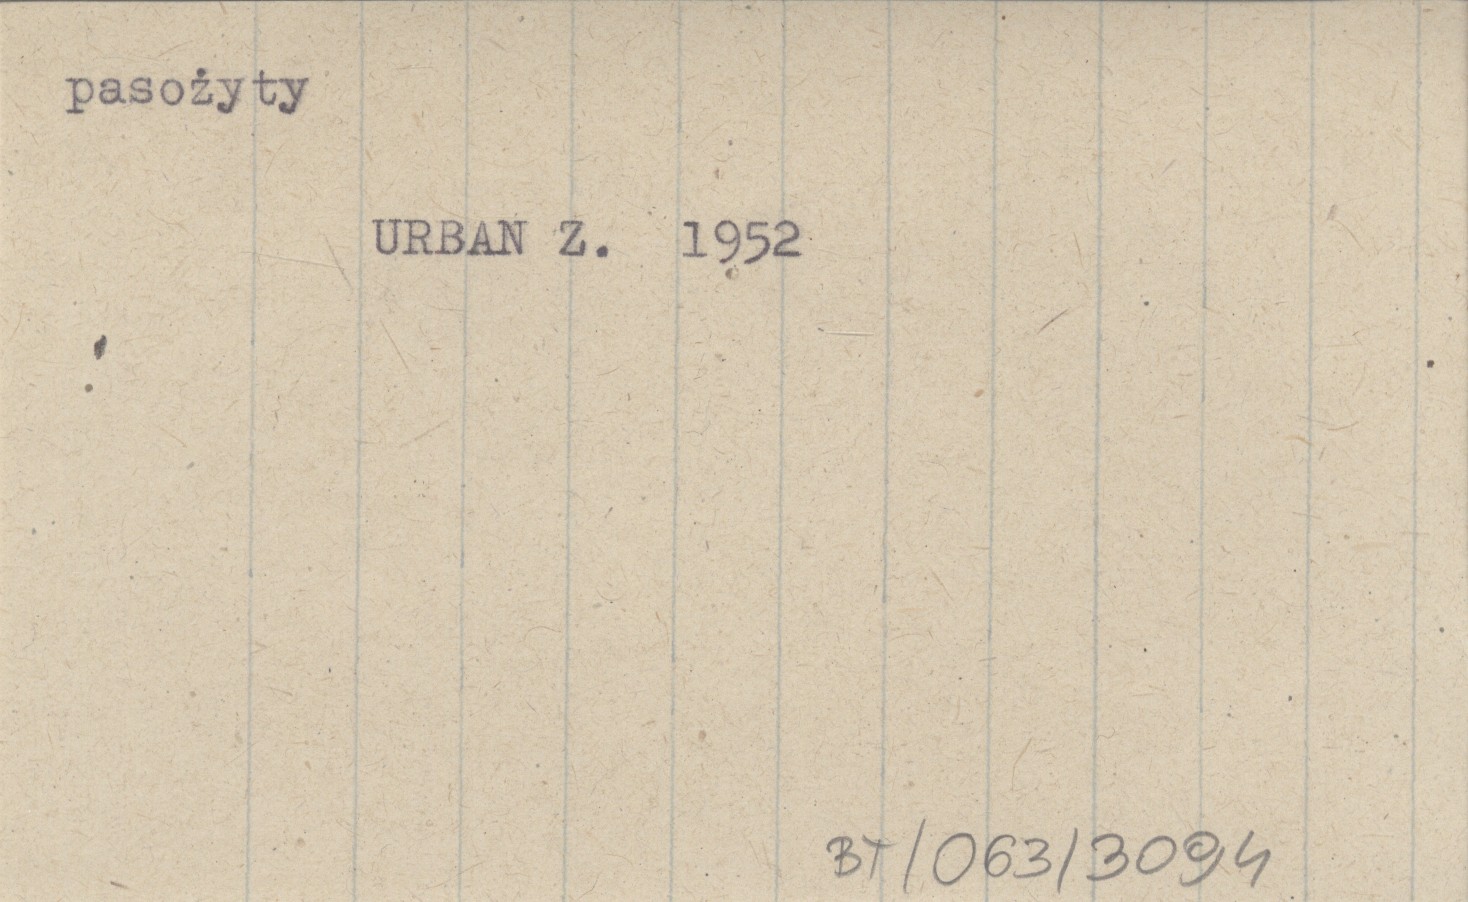 pasożyty
URBAN Z. 1952
BT/063/3094